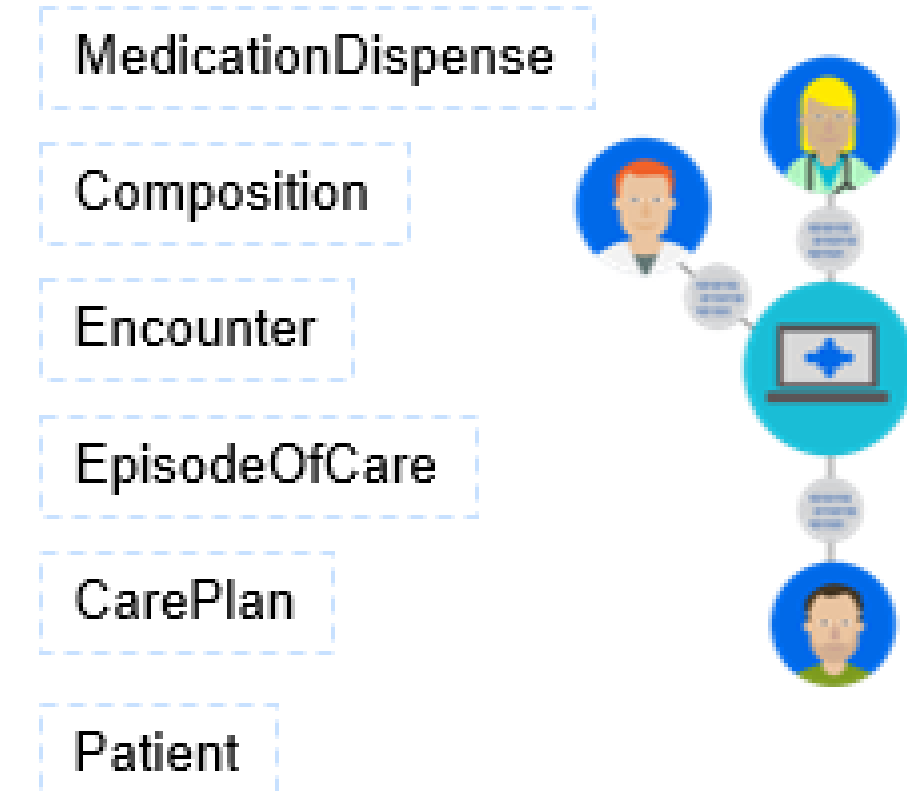 MedicationDispense
Composition
Encounter
EpisodeOfCare
CarePlan
Patient